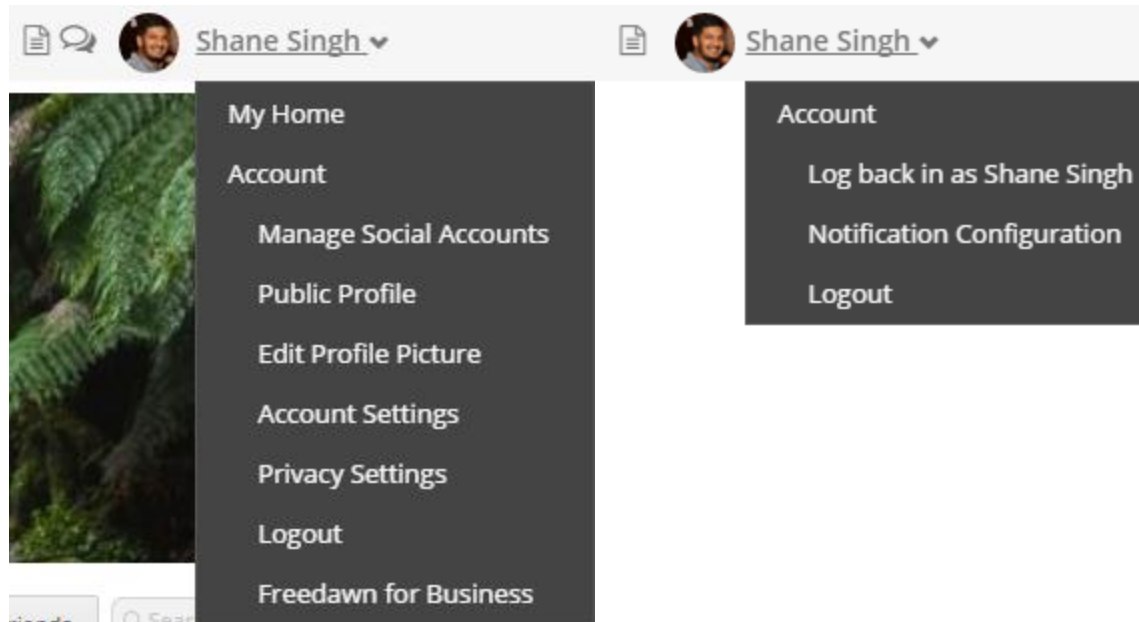 Shane Singh
My Home
Account
Manage Social Accounts
Public Profile
Edit Profile Picture
Account Settings
Privacy Settings
Logout
Freedawn for Business
Shane Singh
Account
Log back in as Shane Singh
Notification Configuration
Logout